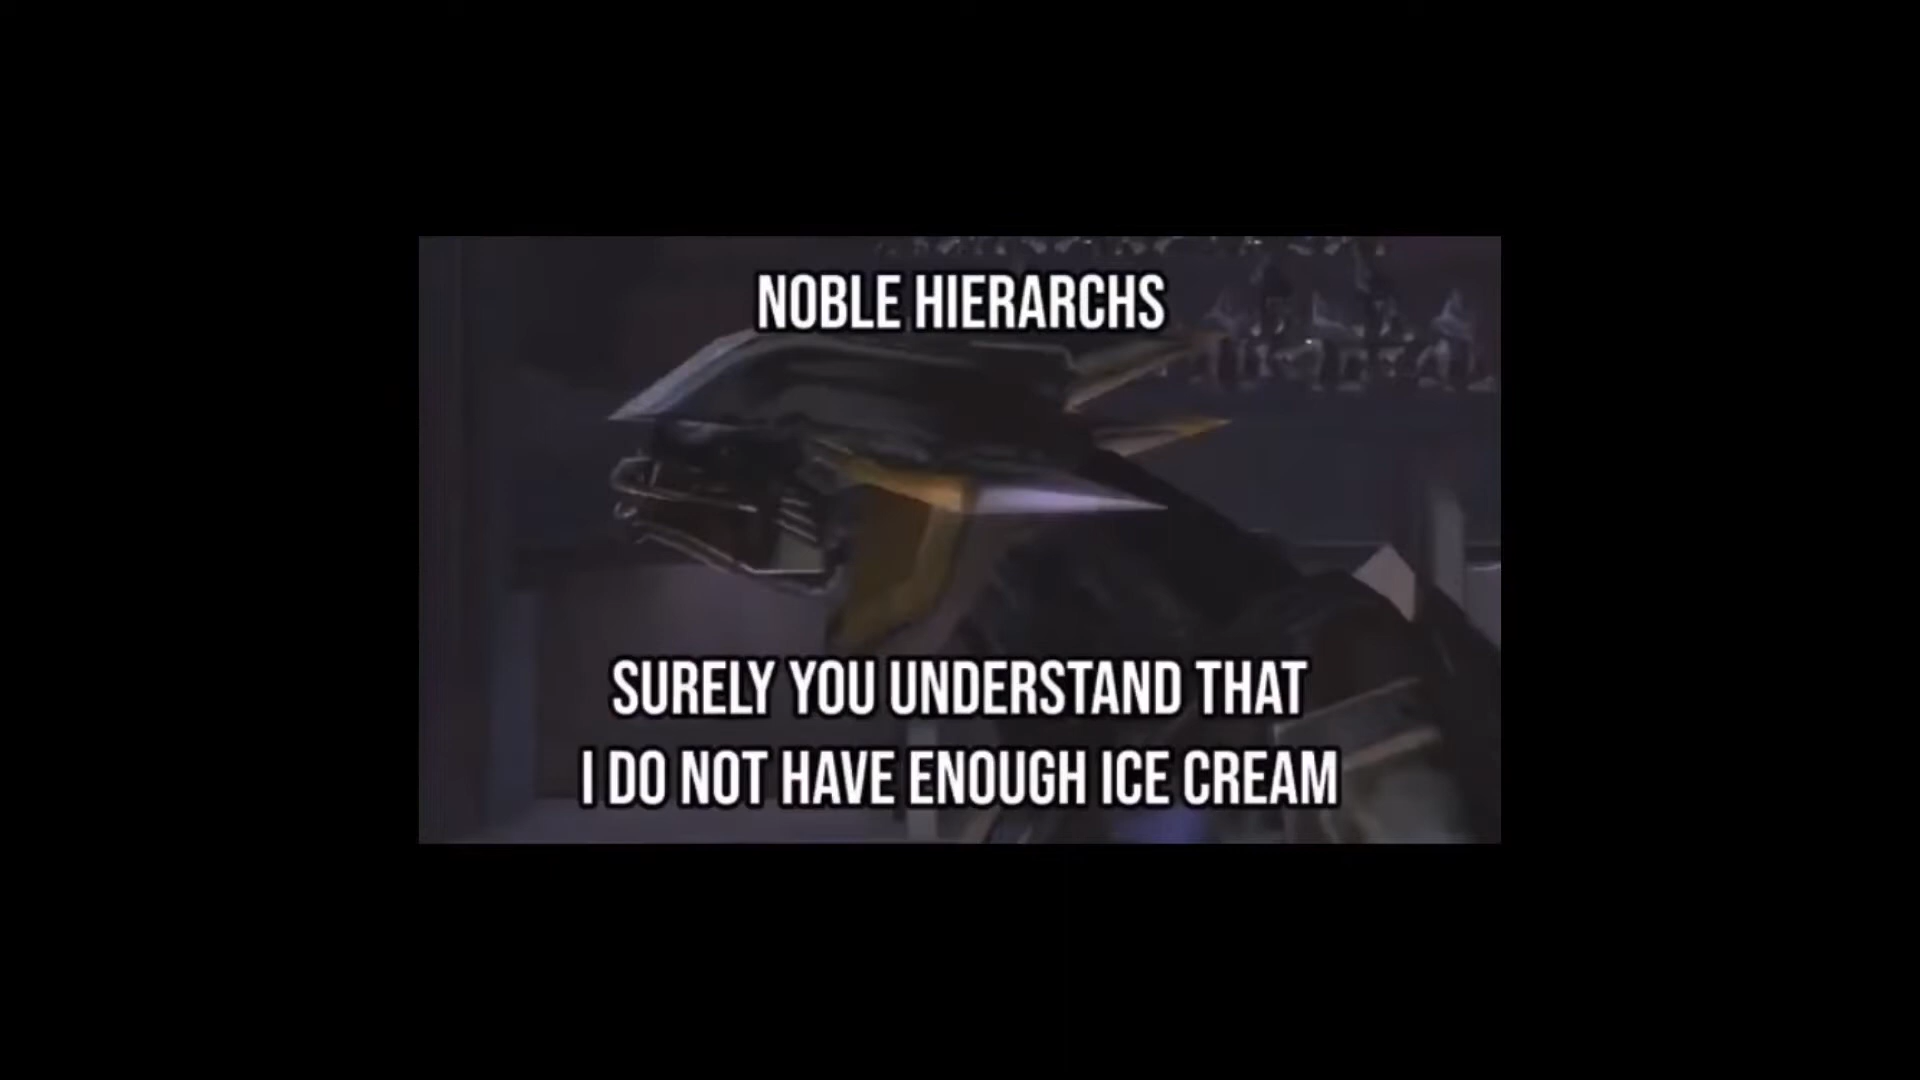 NOBLE HIERARCHS
SURELY YOU UNDERSTAND THAT
I DO NOT HAVE ENOUGH ICE CREAM